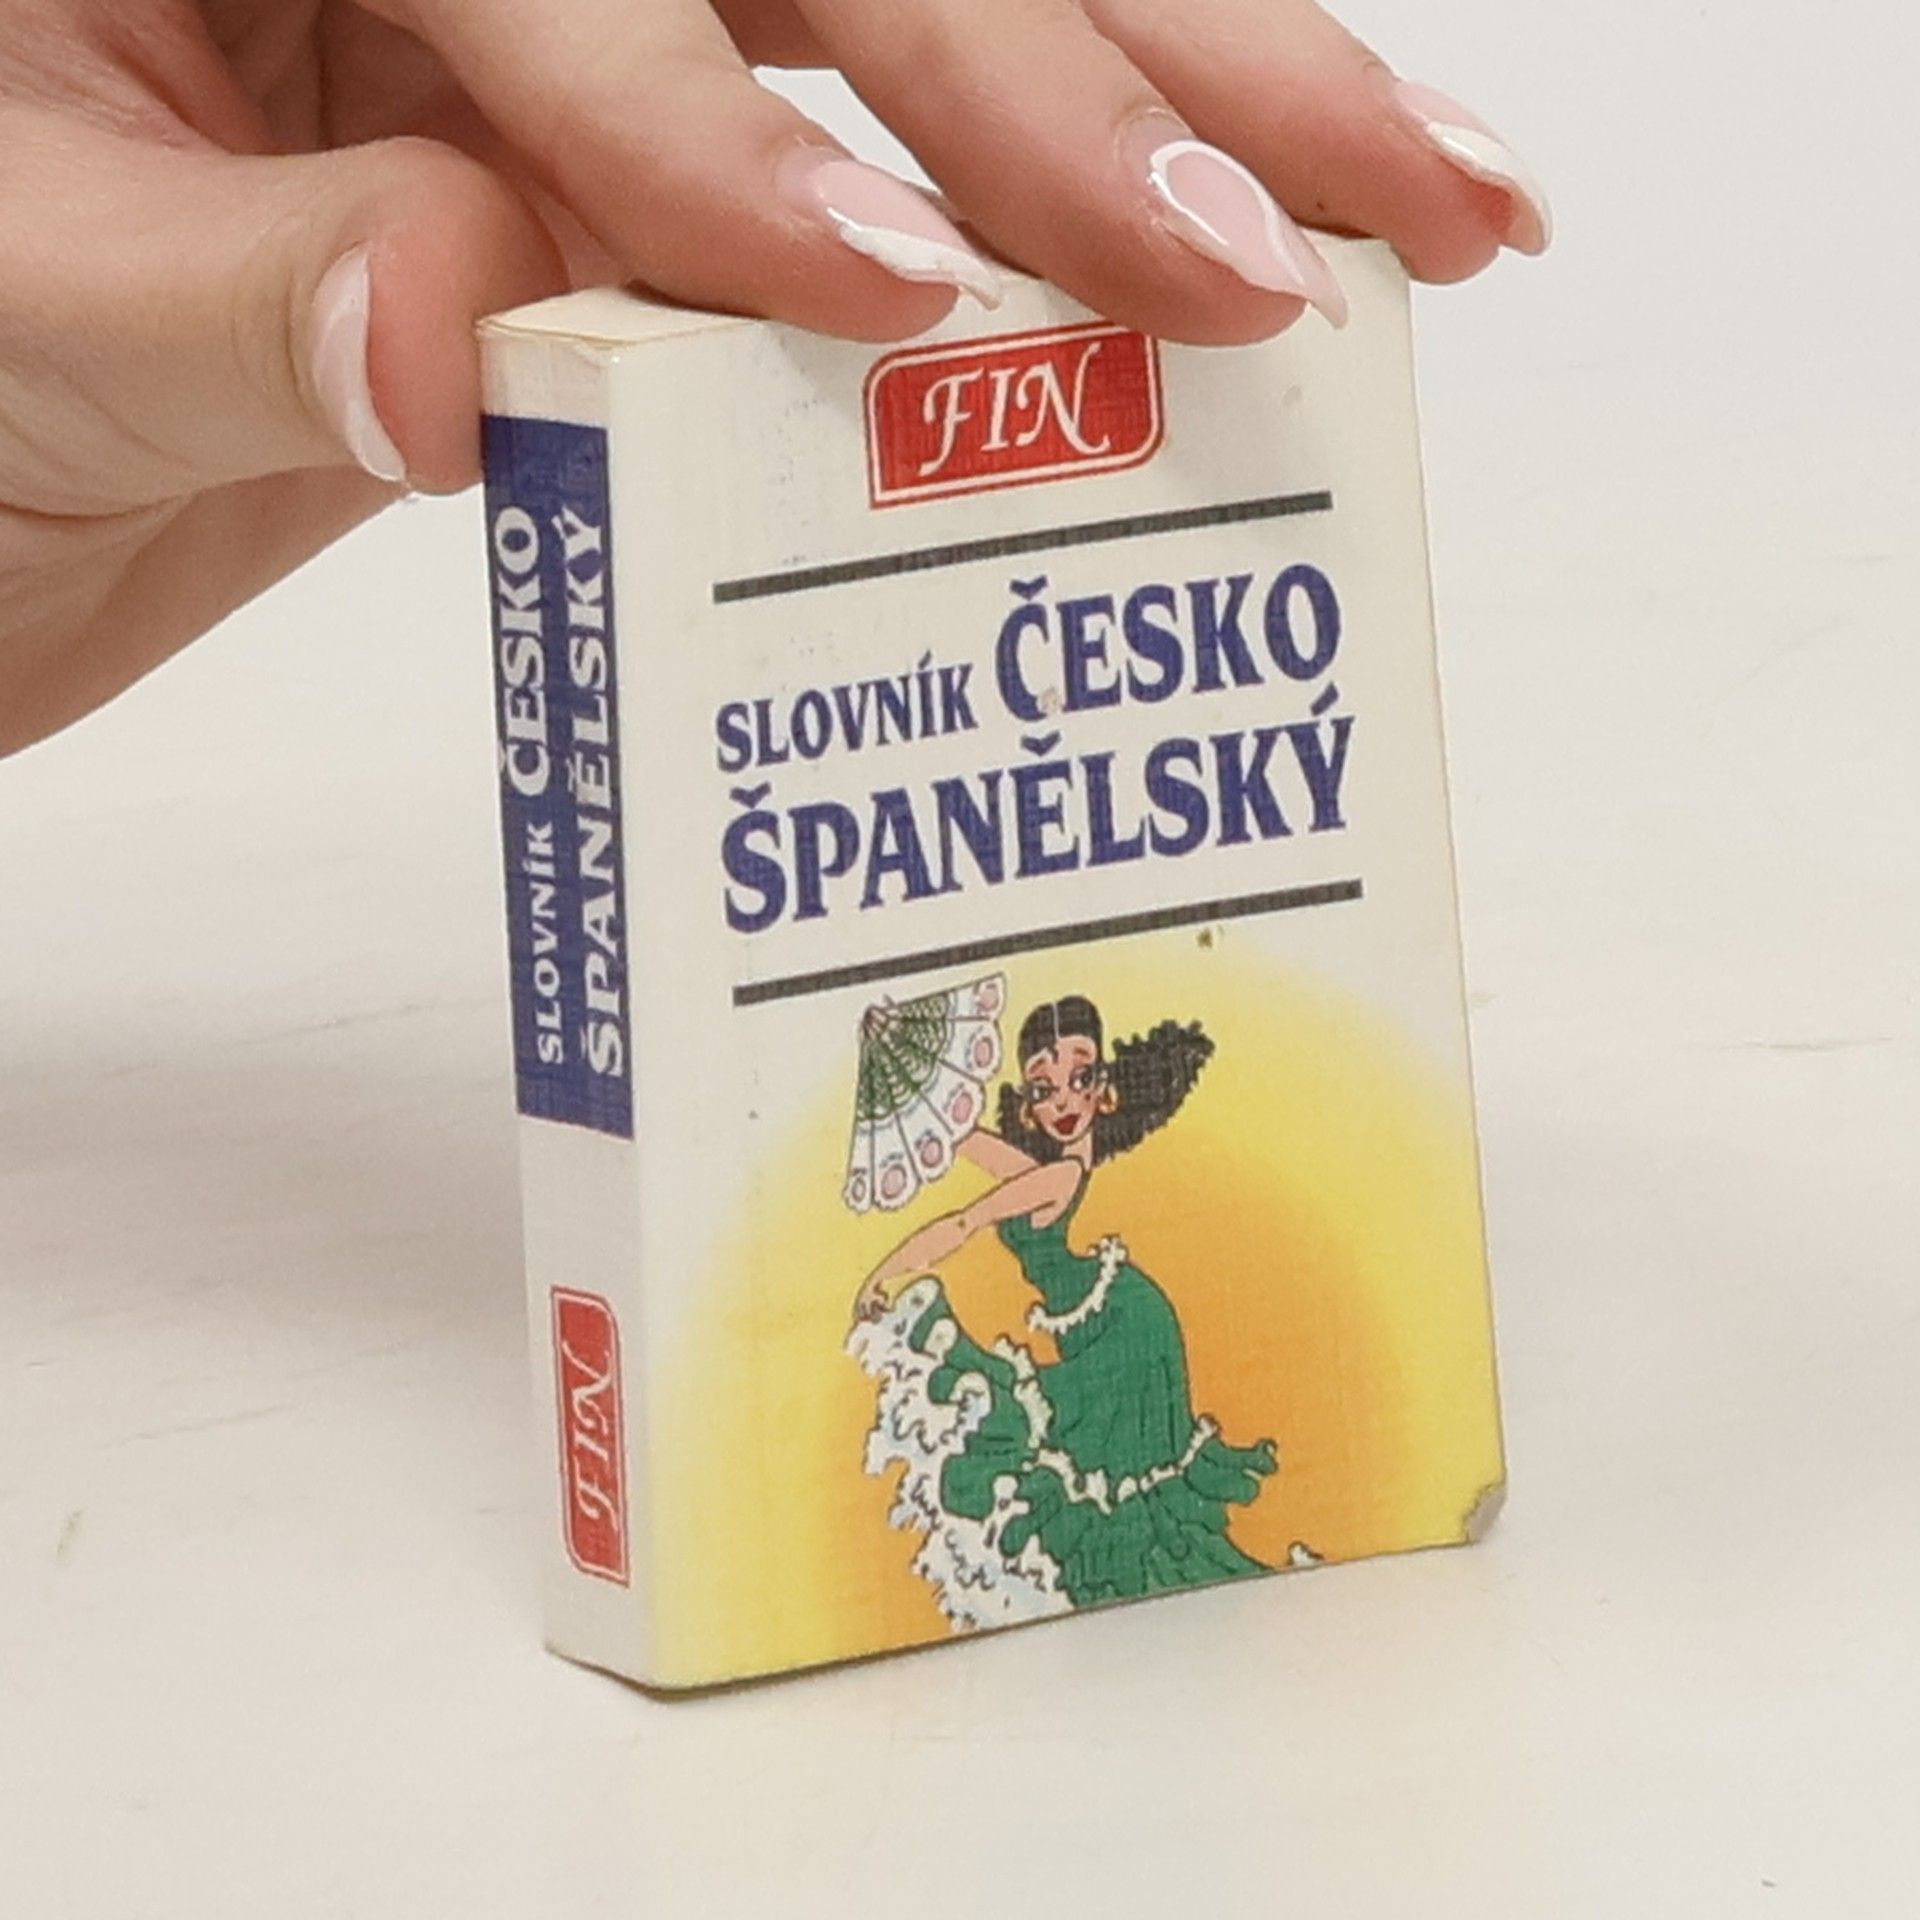 FIN
SLOVNÍK ČESKO
ŠPANĚLSKÝ
SLOVNÍK ČESKO
ŠPANĚLSKÝ
FIN